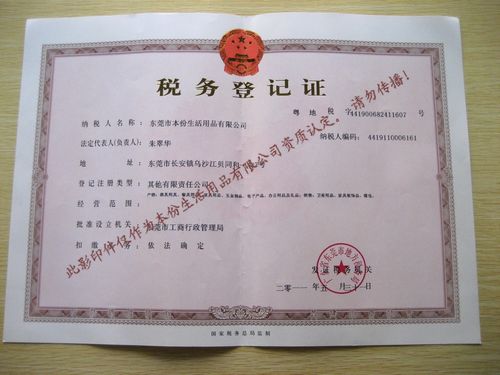 税务登记证
粤地税字441900682411607号
纳税人名称：东莞市本份生活用品有限公司
纳税人编码：4419110006161
法定代表人(负责人)：朱翠华
地址：东莞市长安镇乌沙江贝同和
登记注册类型：其他有限责任公司
经营范围：
批准设立机关：东莞市工商行政管理局
扣缴义务：依法确定
发证税务机关
二〇一一年五月三十一日
国家税务总局监制
此影印件仅作为本份生活用品有限公司资质认定。请勿传播！